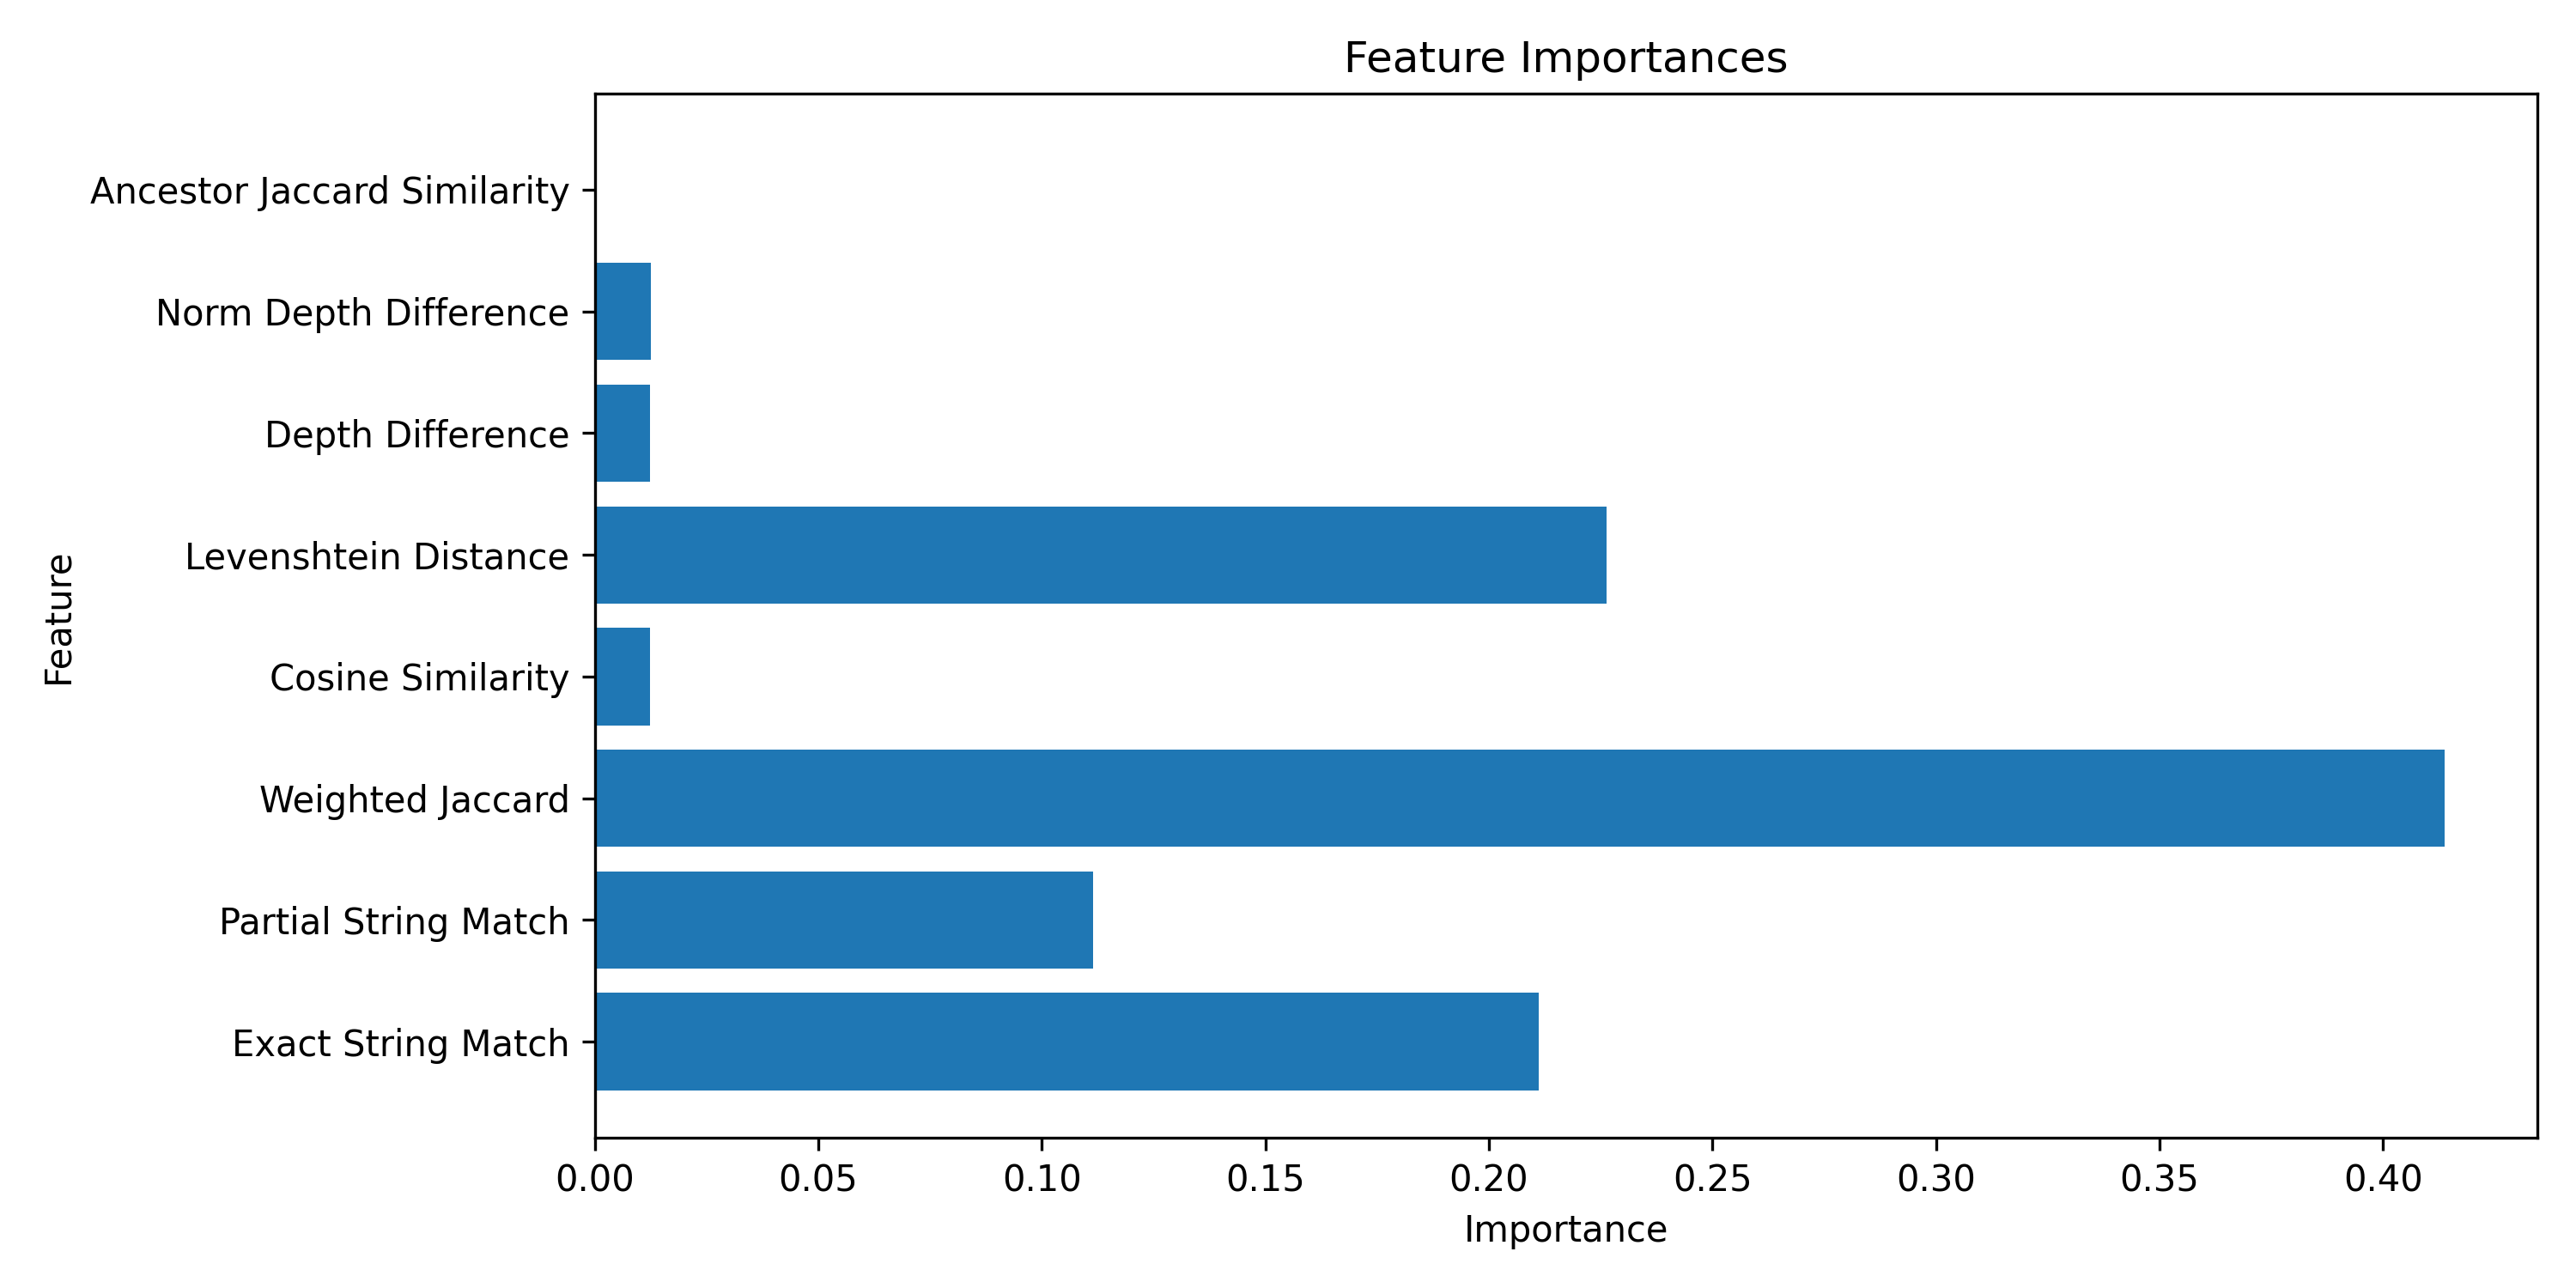 Feature Importances
Ancestor Jaccard Similarity
Norm Depth Difference
Depth Difference
Levenshtein Distance
Cosine Similarity
Weighted Jaccard
Partial String Match
Exact String Match
Feature
0.00 0.05 0.10 0.15 0.20 0.25 0.30 0.35 0.40
Importance